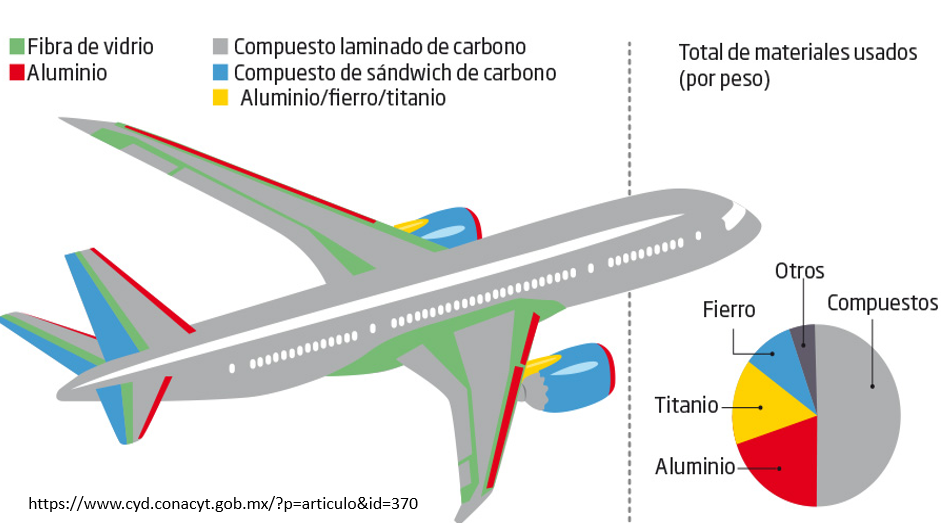 Fibra de vidrio
Aluminio
Compuesto laminado de carbono
Compuesto de sándwich de carbono
Aluminio/fierro/titanio
Total de materiales usados
(por peso)
Otros
Fierro
Compuestos
Titanio
Aluminio
https://www.cyd.conacyt.gob.mx/?p=articulo&id=370